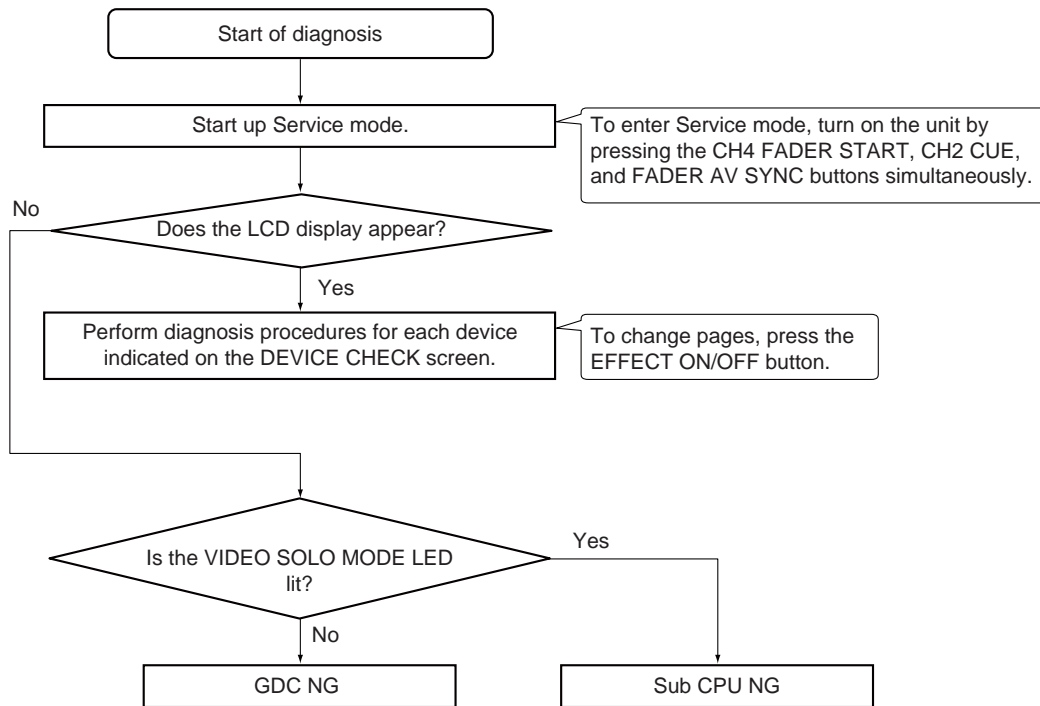 Start of diagnosis
Start up Service mode.
To enter Service mode, turn on the unit by
pressing the CH4 FADER START, CH2 CUE,
and FADER AV SYNC buttons simultaneously.
No
Does the LCD display appear?
Yes
Perform diagnosis procedures for each device
indicated on the DEVICE CHECK screen.
To change pages, press the
EFFECT ON/OFF button.
Is the VIDEO SOLO MODE LED
lit?
Yes
No
GDC NG
Sub CPU NG